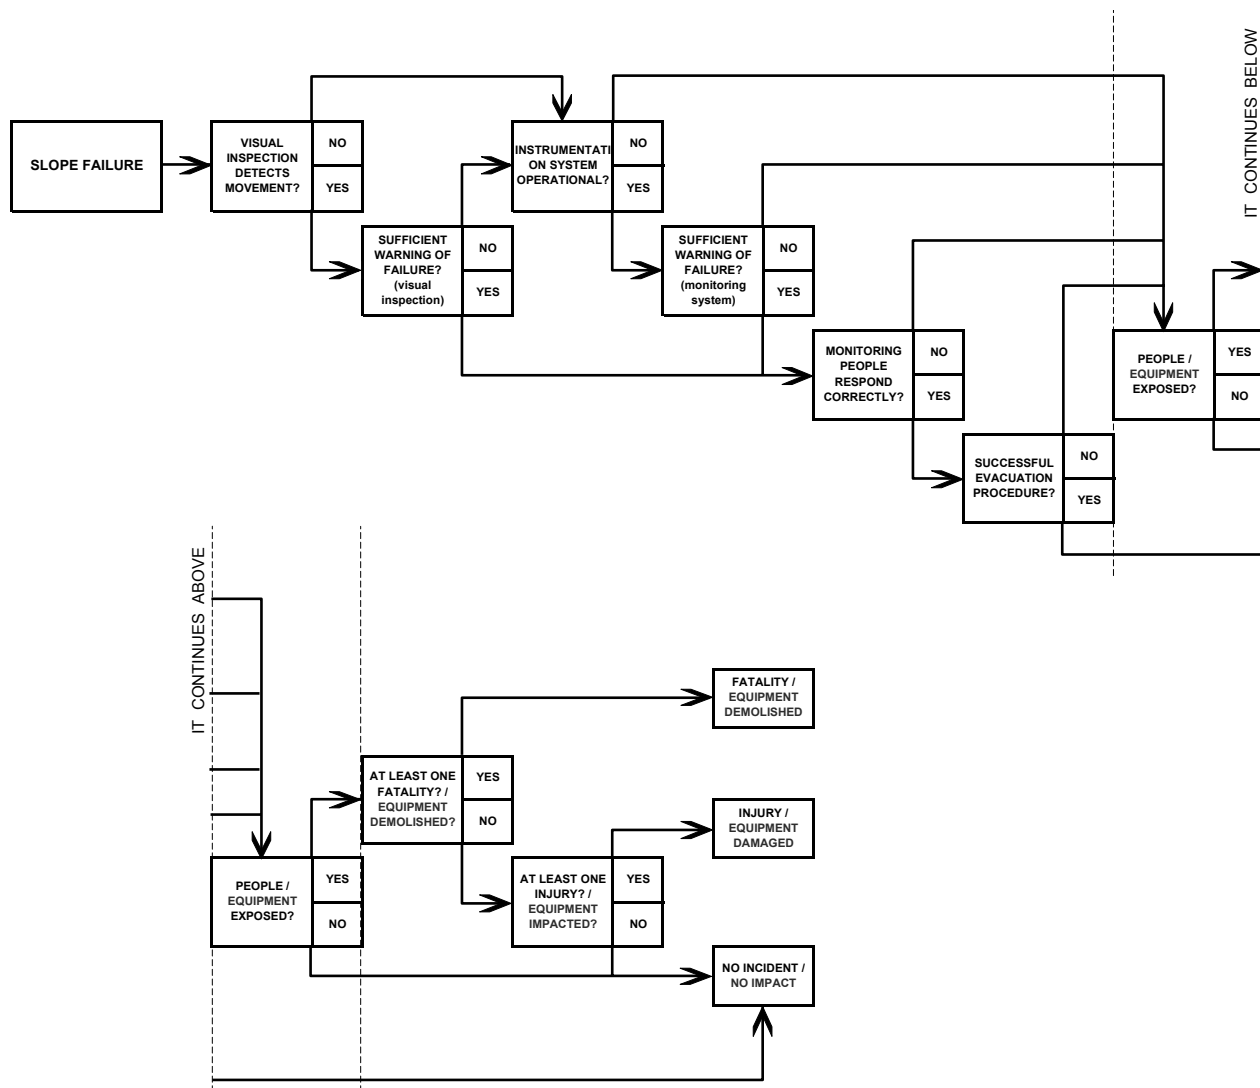 IT CONTINUES BELOW
SLOPE FAILURE
VISUAL
INSPECTION
DETECTS
MOVEMENT?
NO
YES
INSTRUMENTATI
ON SYSTEM
OPERATIONAL?
NO
YES
SUFFICIENT
WARNING OF
FAILURE?
(visual
inspection)
NO
YES
SUFFICIENT
WARNING OF
FAILURE?
(monitoring
system)
NO
YES
MONITORING
PEOPLE
RESPOND
CORRECTLY?
NO
YES
PEOPLE /
EQUIPMENT
EXPOSED?
YES
NO
SUCCESSFUL
EVACUATION
PROCEDURE?
NO
YES
IT CONTINUES ABOVE
FATALITY /
EQUIPMENT
DEMOLISHED
AT LEAST ONE
FATALITY? /
EQUIPMENT
DEMOLISHED?
YES
NO
INJURY /
EQUIPMENT
DAMAGED
PEOPLE /
EQUIPMENT
EXPOSED?
YES
NO
AT LEAST ONE
INJURY? /
EQUIPMENT
IMPACTED?
YES
NO
NO INCIDENT /
NO IMPACT